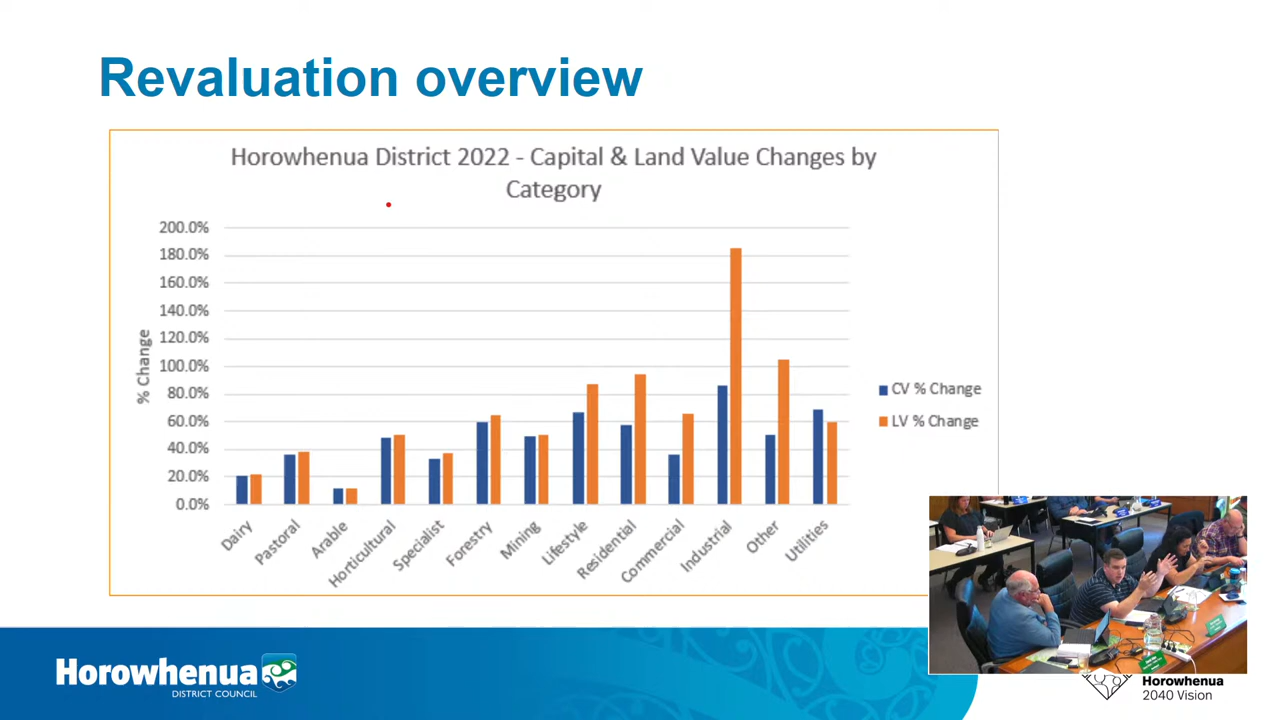 Revaluation overview
Horowhenua District 2022 - Capital & Land Value Changes by
Category
200.0%
180.0%
160.0%
140.0%
120.0%
100.0%
80.0%
60.0%
40.0%
20.0%
0.0%
% Change
Dairy
Pastoral
Arable
Horticultural
Specialist
Forestry
Mining
Lifestyle
Residential
Commercial
Industrial
Other
Utilities
CV % Change
LV % Change
Horowhenua
DISTRICT COUNCIL
Horowhenua
2040 Vision